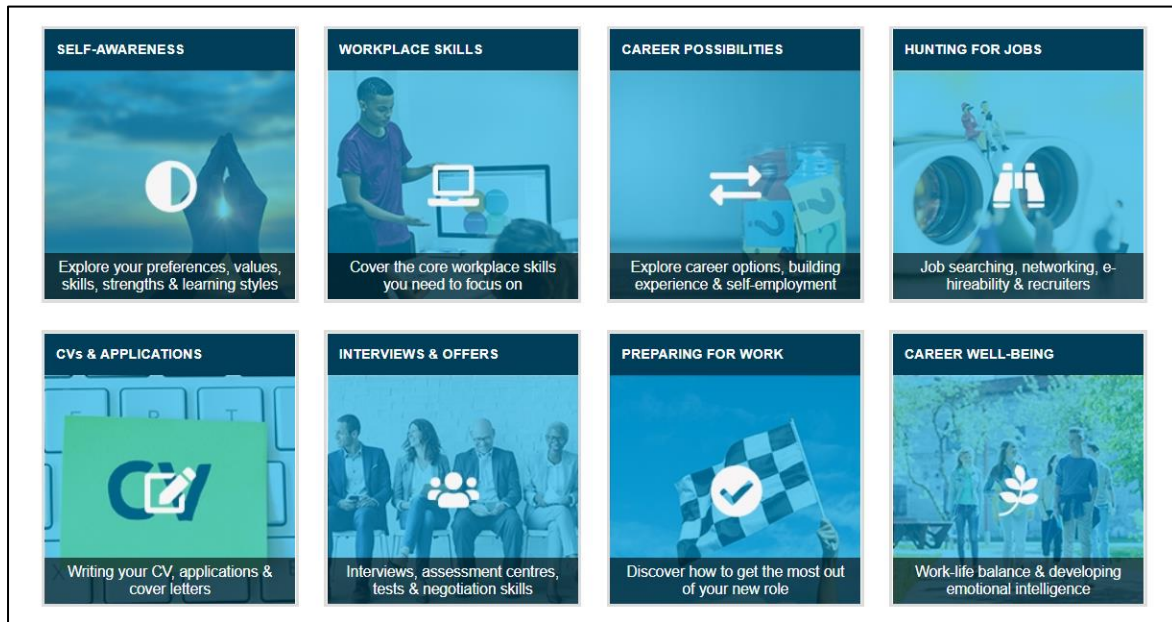 SELF-AWARENESS
Explore your preferences, values,
skills, strengths & learning styles
WORKPLACE SKILLS
Cover the core workplace skills
you need to focus on
CAREER POSSIBILITIES
? ?
Explore career options, building
experience & self-employment
HUNTING FOR JOBS
Job searching, networking, e-
hireability & recruiters
CVs & APPLICATIONS
CV
Writing your CV, applications &
cover letters
INTERVIEWS & OFFERS
Interviews, assessment centres,
tests & negotiation skills
PREPARING FOR WORK
Discover how to get the most out
of your new role
CAREER WELL-BEING
Work-life balance & developing
emotional intelligence